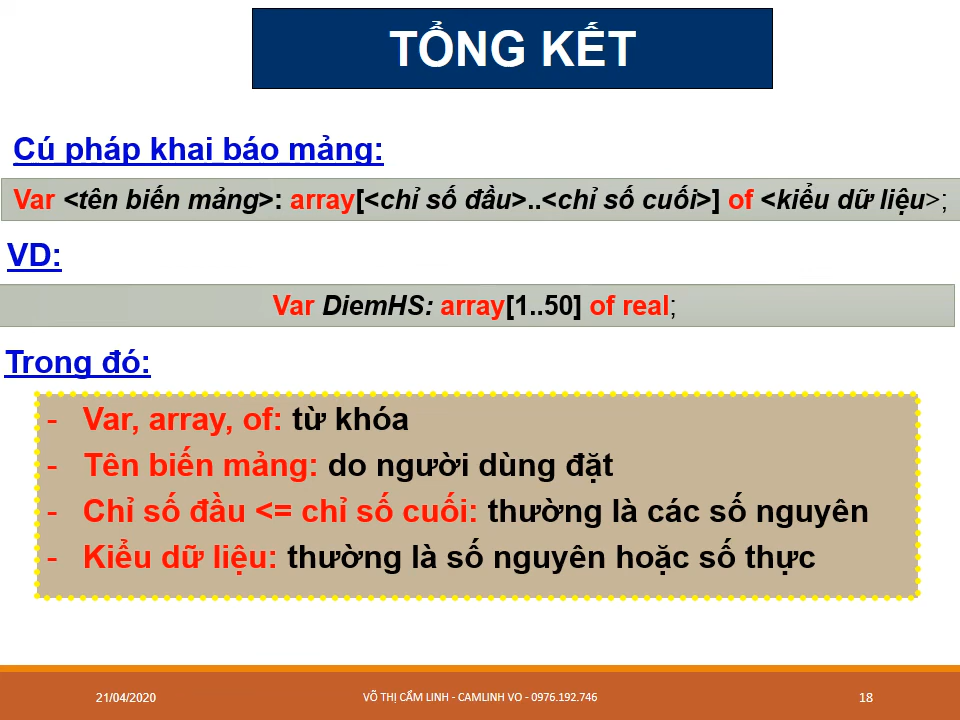 TỔNG KẾT
Cú pháp khai báo mảng:
Var <tên biến mảng>: array[<chỉ số đầu>..<chỉ số cuối>] of <kiểu dữ liệu>;
VD:
Var DiemHS: array[1..50] of real;
Trong đó:
- Var, array, of: từ khóa
- Tên biến mảng: do người dùng đặt
- Chỉ số đầu <= chỉ số cuối: thường là các số nguyên
- Kiểu dữ liệu: thường là số nguyên hoặc số thực
21/04/2020
VÕ THỊ CẨM LINH - CAMLINH VO - 0976.192.746
18